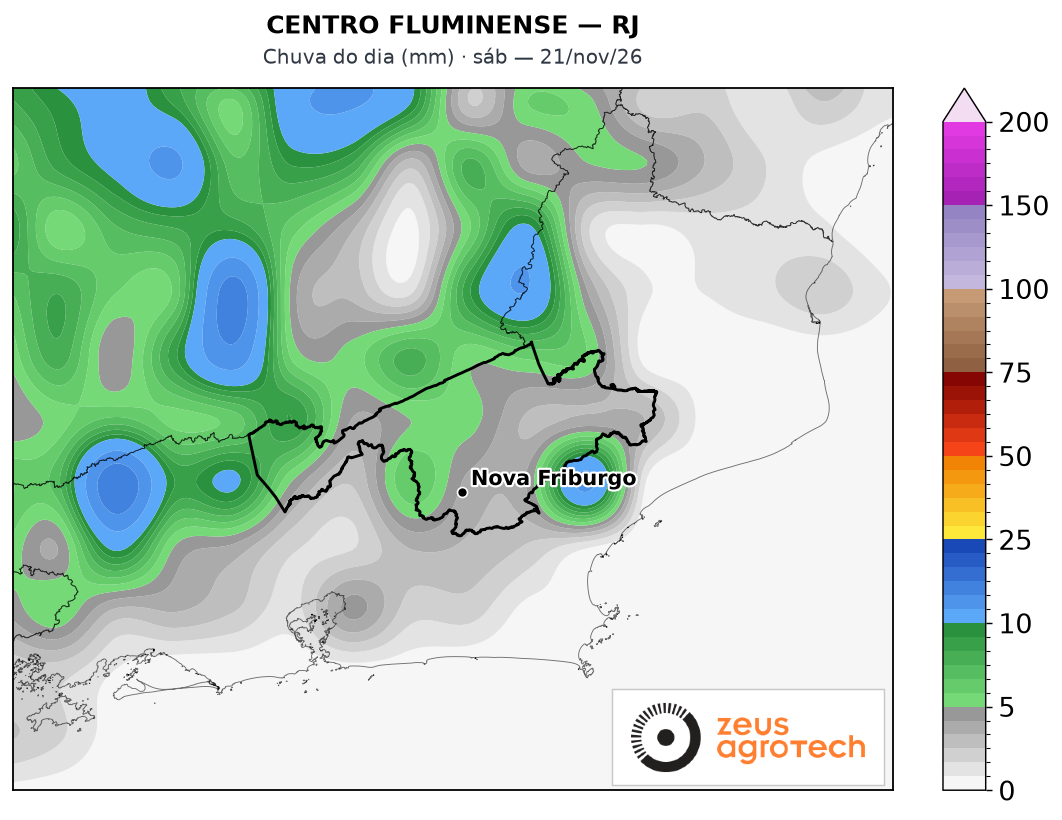 CENTRO FLUMINENSE — RJ
Chuva do dia (mm) · sáb — 21/nov/26
200
150
100
75
50
25
10
5
0
Nova Friburgo
zeus
agrotech